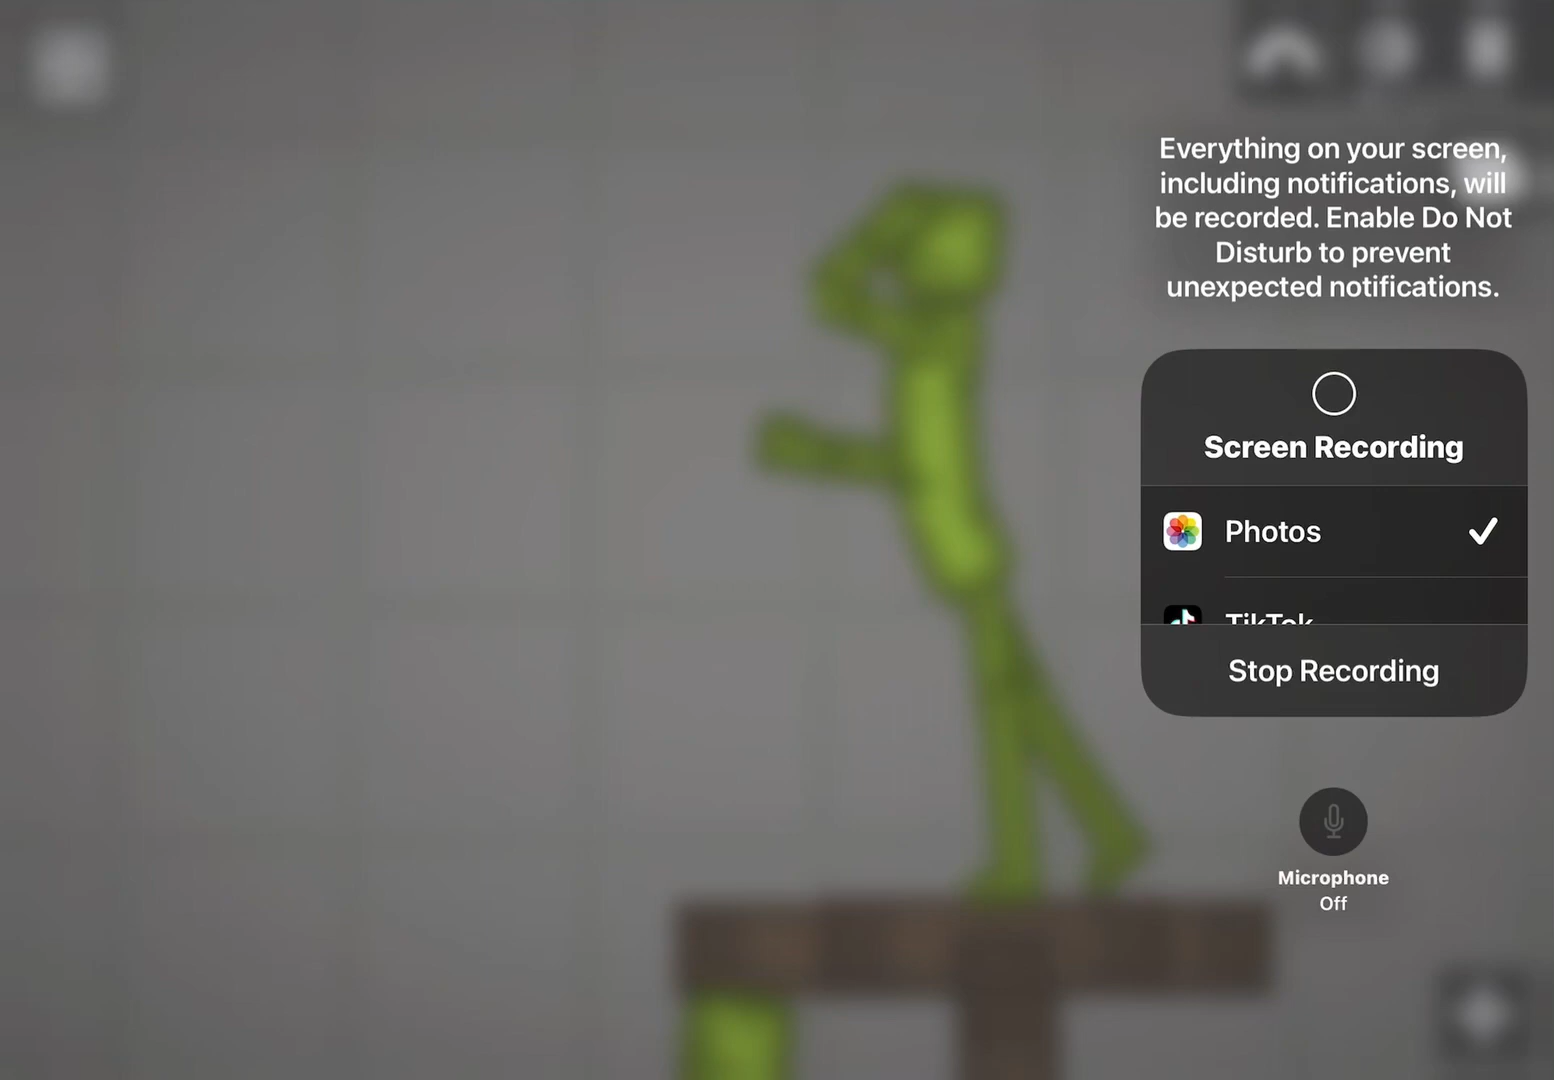 Everything on your screen,
including notifications, will
be recorded. Enable Do Not
Disturb to prevent
unexpected notifications.
Screen Recording
Photos
TikTok
Stop Recording
Microphone
Off